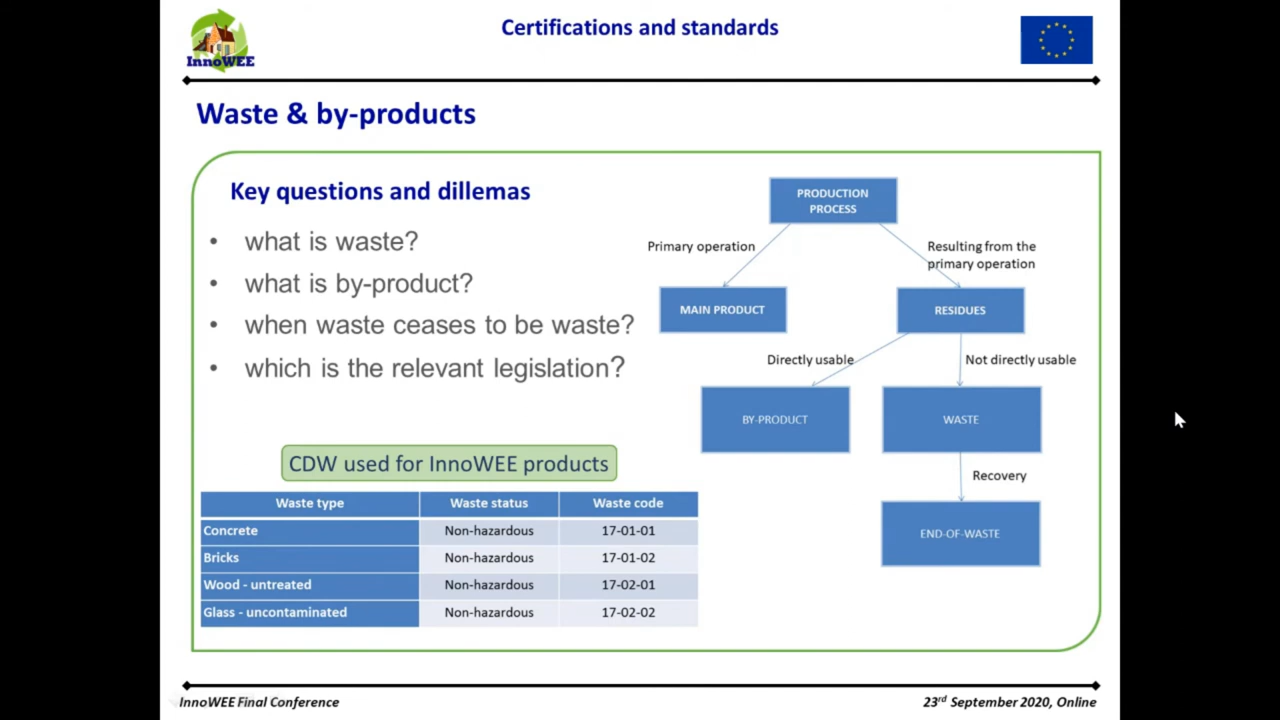 InnoWEE
Certifications and standards
Waste & by-products
Key questions and dillemas
• what is waste?
• what is by-product?
• when waste ceases to be waste?
• which is the relevant legislation?
PRODUCTION
PROCESS
Primary operation
Resulting from the
primary operation
MAIN PRODUCT
RESIDUES
Directly usable
Not directly usable
BY-PRODUCT
WASTE
Recovery
END-OF-WASTE
CDW used for InnoWEE products
Waste type Waste status Waste code
Concrete Non-hazardous 17-01-01
Bricks Non-hazardous 17-01-02
Wood - untreated Non-hazardous 17-02-01
Glass - uncontaminated Non-hazardous 17-02-02
InnoWEE Final Conference
23rd September 2020, Online